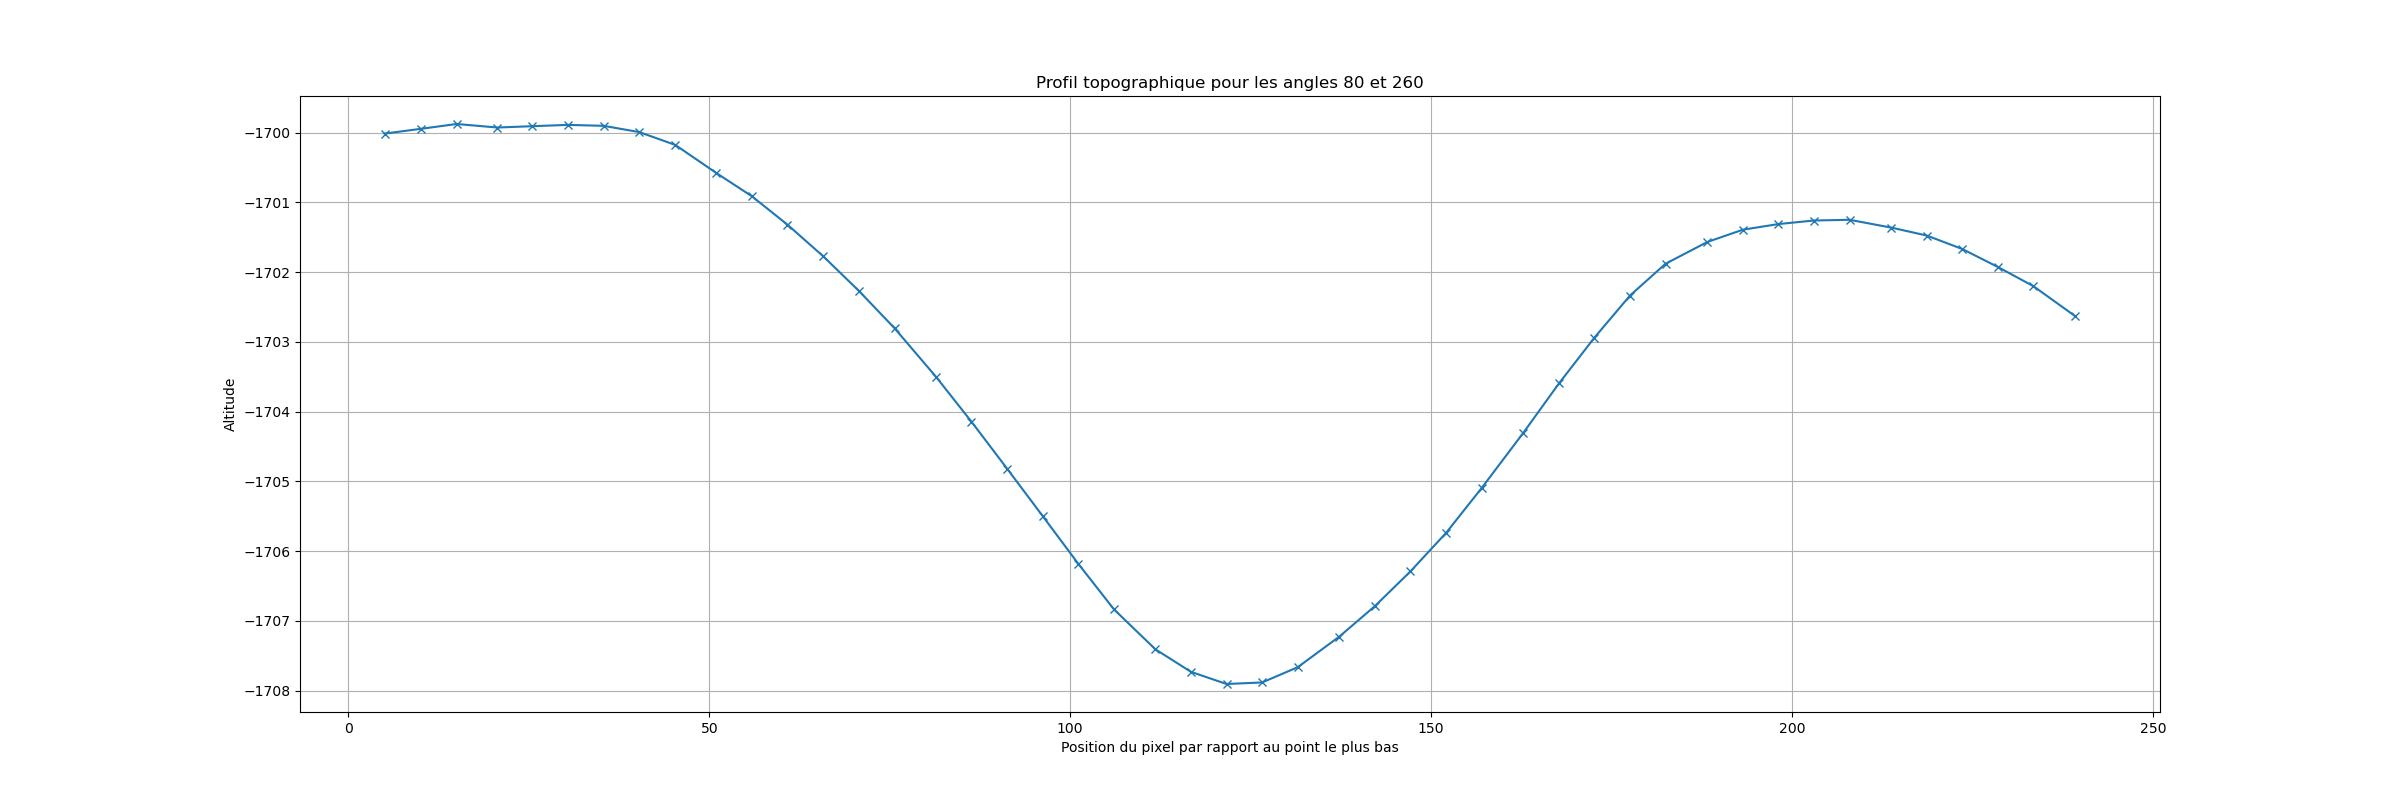 Profil topographique pour les angles 80 et 260
Altitude
−1700
−1701
−1702
−1703
−1704
−1705
−1706
−1707
−1708
0 50 100 150 200 250
Position du pixel par rapport au point le plus bas